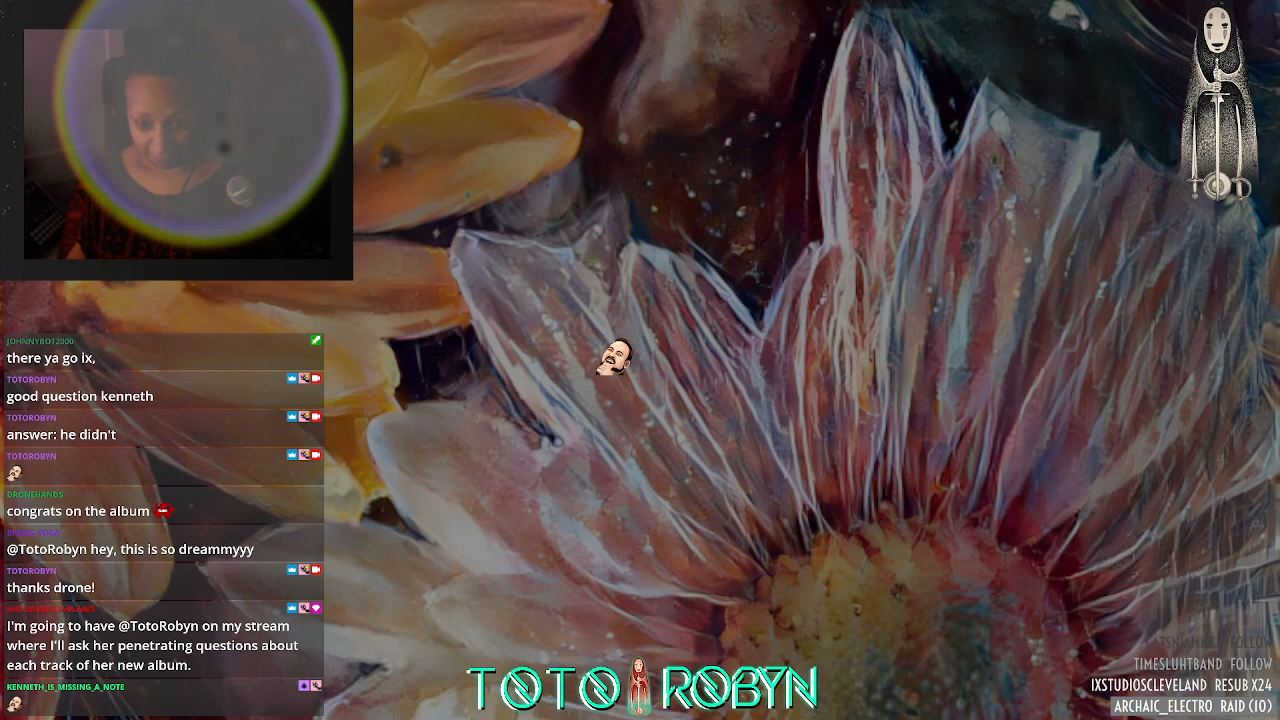 JOHNNYBOT2000
there ya go ix,
TOTOROBYN
good question kenneth
TOTOROBYN
answer: he didn't
TOTOROBYN
DRONEHANDS
congrats on the album
@TotoRobyn hey, this is so dreammyyy
TOTOROBYN
thanks drone!
I'm going to have @TotoRobyn on my stream
where I'll ask her penetrating questions about
each track of her new album.
KENNETH_IS_MISSING_A_NOTE
TOTO ROBYN
FOLLOW
TIMESLUHTBAND FOLLOW
IXSTUDIOSCLEVELAND RESUB X24
ARCHAIC_ELECTRO RAID (10)